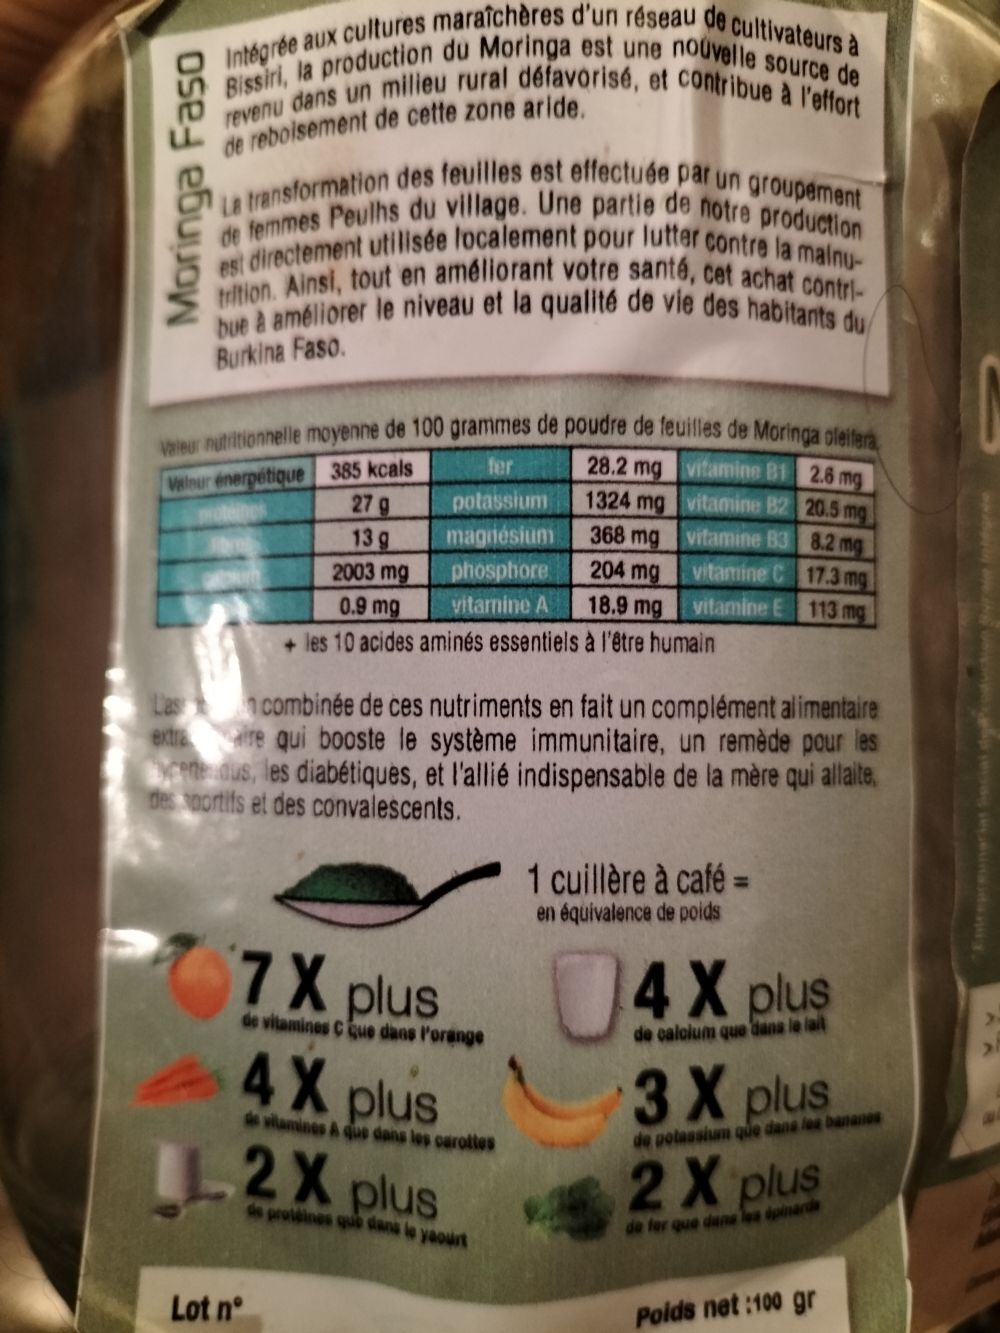 Moringa Faso
Intégrée aux cultures maraîchères d'un réseau de cultivateurs à
Bissiri, la production du Moringa est une nouvelle source de
revenu dans un milieu rural défavorisé, et contribue à l'effort
de reboisement de cette zone aride.
La transformation des feuilles est effectuée par un groupement
de femmes Peulhs du village. Une partie de notre production
est directement utilisée localement pour lutter contre la malnu-
trition. Ainsi, tout en améliorant votre santé, cet achat contri-
bue à améliorer le niveau et la qualité de vie des habitants du
Burkina Faso.
Valeur nutritionnelle moyenne de 100 grammes de poudre de feuilles de Moringa oleifera
Valeur énergétique 385 kcals fer 28.2 mg vitamine B1 2.6 mg
protéines 27 g potassium 1324 mg vitamine B2 20.5 mg
fibres 13 g magnésium 368 mg vitamine B3 8.2 mg
calcium 2003 mg phosphore 204 mg vitamine C 17.3 mg
0.9 mg vitamine A 18.9 mg vitamine E 113 mg
+ les 10 acides aminés essentiels à l'être humain
combinée de ces nutriments en fait un complément alimentaire
qui booste le système immunitaire, un remède pour les
les diabétiques, et l'allié indispensable de la mère qui allaite,
des sportifs et des convalescents.
1 cuillère à café =
en équivalence de poids
7 X plus
de vitamines C que dans l'orange
4 X plus
de calcium que dans le lait
4 X plus
de vitamines A que dans les carottes
3 X plus
de potassium que dans les bananes
2 X plus
de protéines que dans le yaourt
2 X plus
de fer que dans les épinards
Lot n°
Poids net :100 gr